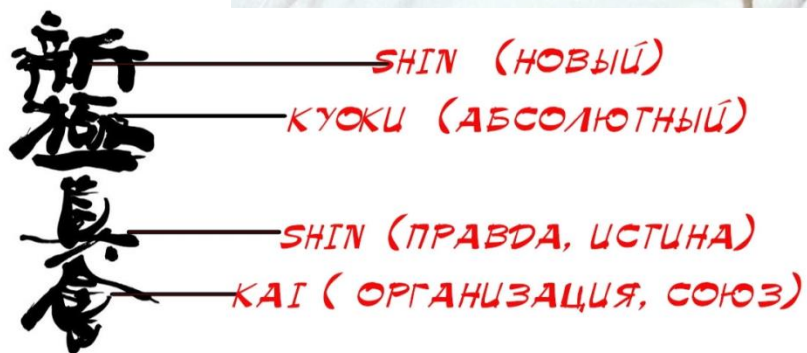 新 SHIN (НОВЫЙ)
極 KYOKU (АБСОЛЮТНЫЙ)
真 SHIN (ПРАВДА, ИСТИНА)
會 KAI ( ОРГАНИЗАЦИЯ, СОЮЗ)